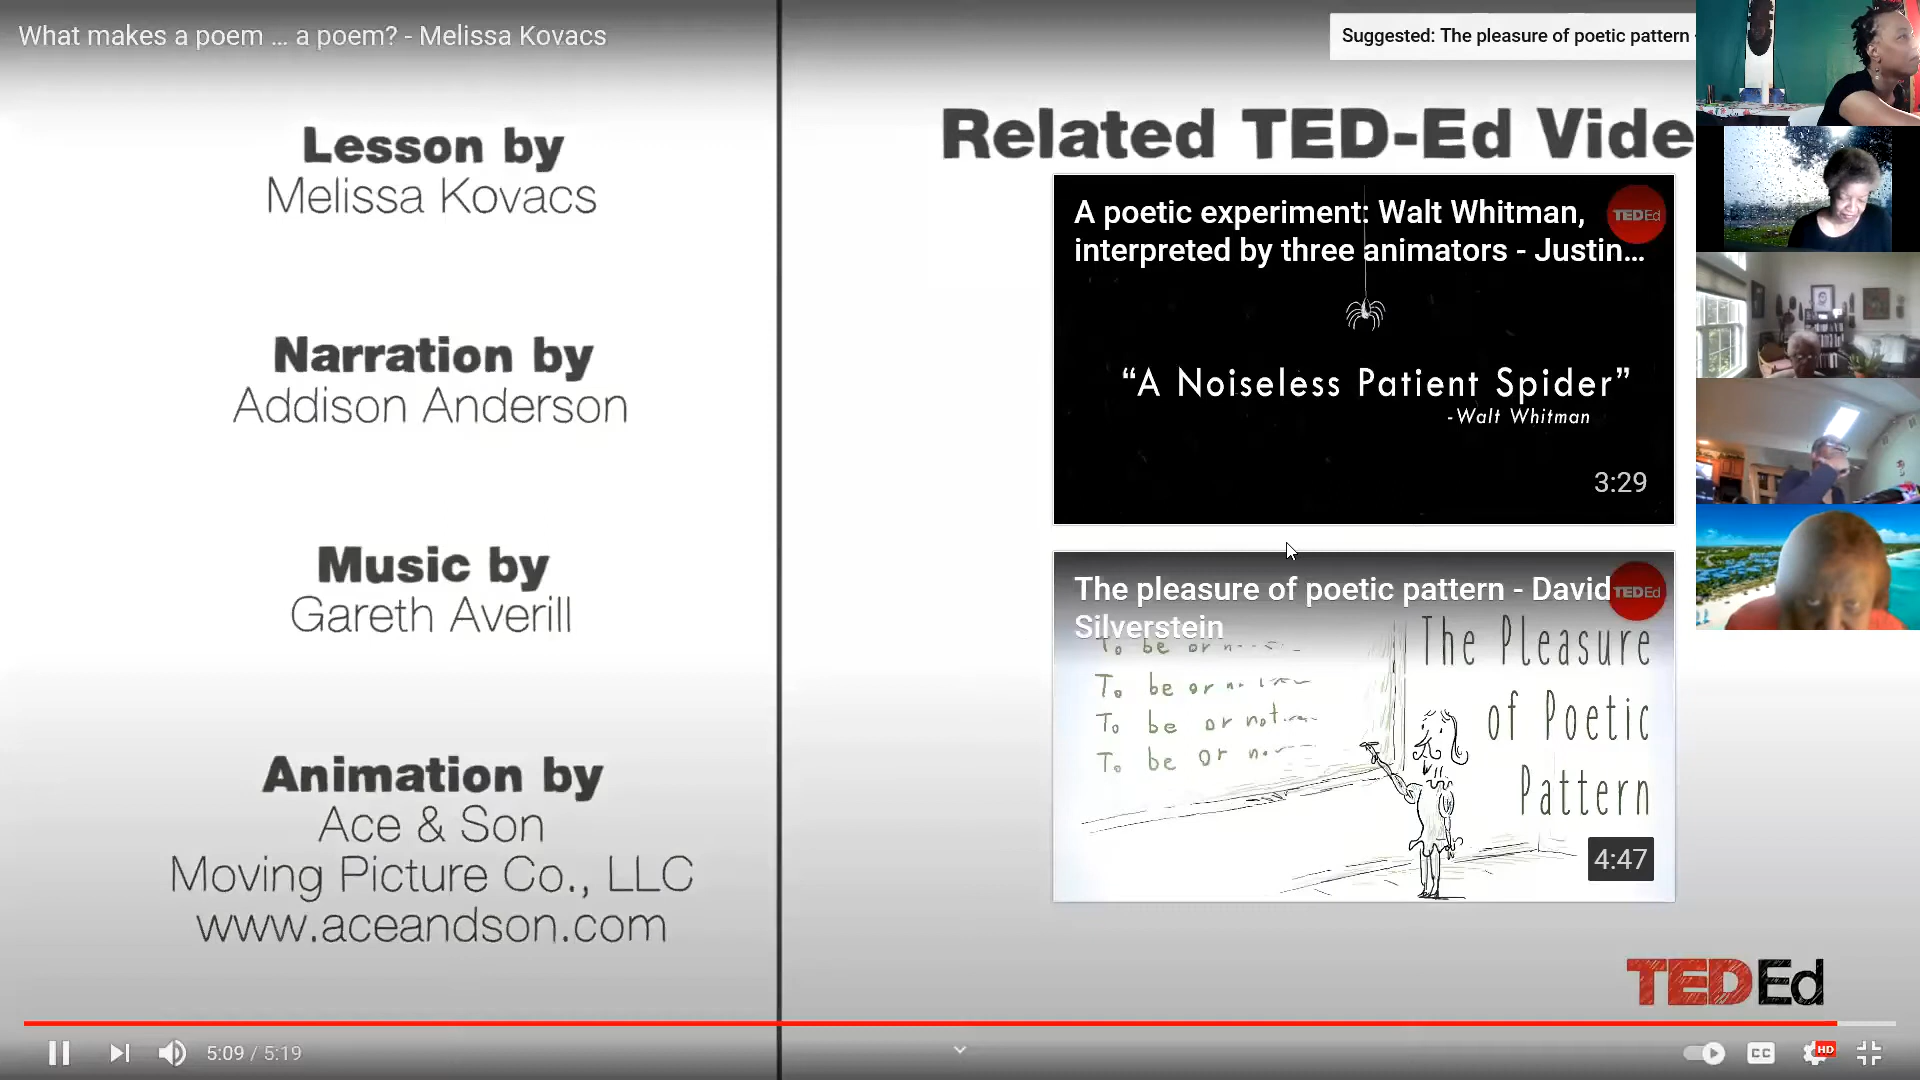 What makes a poem ... a poem? - Melissa Kovacs
Suggested: The pleasure of poetic pattern
Lesson by
Melissa Kovacs
Narration by
Addison Anderson
Music by
Gareth Averill
Animation by
Ace & Son
Moving Picture Co., LLC
www.aceandson.com
Related TED-Ed Vide
A poetic experiment: Walt Whitman,
interpreted by three animators - Justin...
TEDEd
“A Noiseless Patient Spider”
-Walt Whitman
3:29
The pleasure of poetic pattern - David
Silverstein
TEDEd
To be or
To be or
To be or not
To be or
The Pleasure
of Poetic
Pattern
4:47
TEDEd
5:09 / 5:19
CC
HD